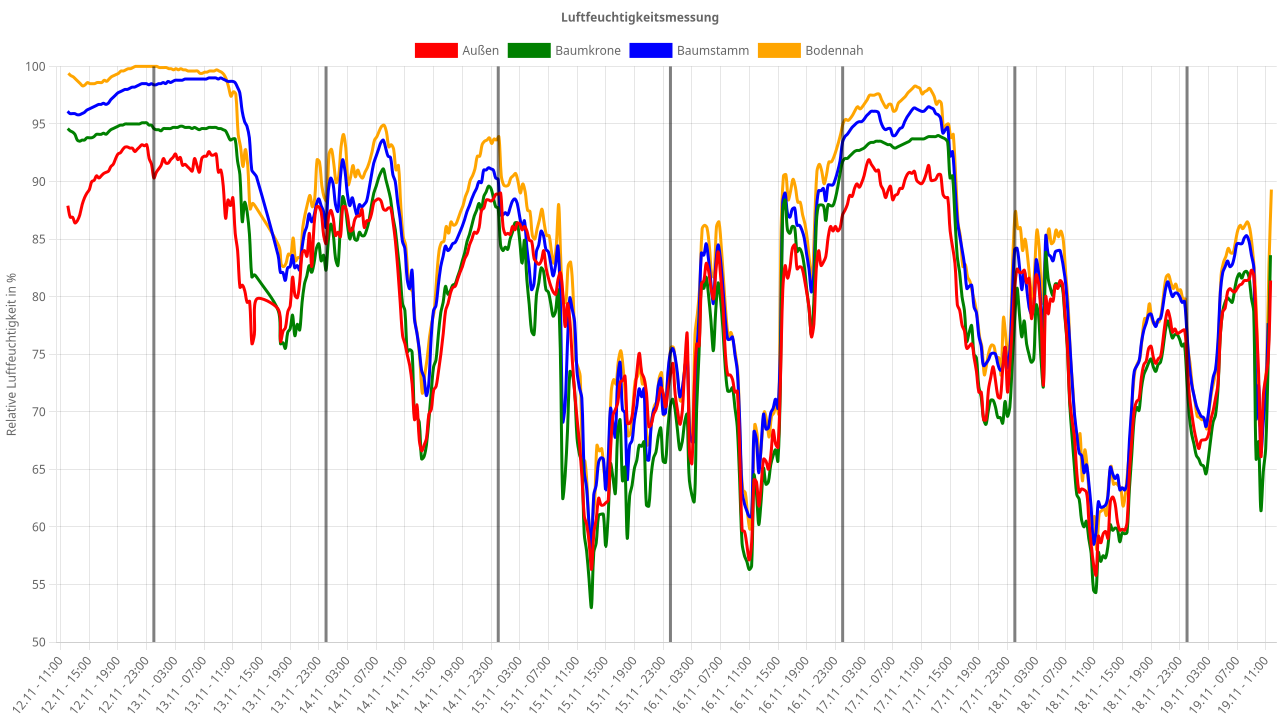 Luftfeuchtigkeitsmessung
Außen Baumkrone Baumstamm Bodennah
Relative Luftfeuchtigkeit in %
100
95
90
85
80
75
70
65
60
55
50
12.11 - 11:00
12.11 - 15:00
12.11 - 19:00
12.11 - 23:00
13.11 - 03:00
13.11 - 07:00
13.11 - 11:00
13.11 - 15:00
13.11 - 19:00
13.11 - 23:00
14.11 - 03:00
14.11 - 07:00
14.11 - 11:00
14.11 - 15:00
14.11 - 19:00
14.11 - 23:00
15.11 - 03:00
15.11 - 07:00
15.11 - 11:00
15.11 - 15:00
15.11 - 19:00
15.11 - 23:00
16.11 - 03:00
16.11 - 07:00
16.11 - 11:00
16.11 - 15:00
16.11 - 19:00
16.11 - 23:00
17.11 - 03:00
17.11 - 07:00
17.11 - 11:00
17.11 - 15:00
17.11 - 19:00
17.11 - 23:00
18.11 - 03:00
18.11 - 07:00
18.11 - 11:00
18.11 - 15:00
18.11 - 19:00
18.11 - 23:00
19.11 - 03:00
19.11 - 07:00
19.11 - 11:00